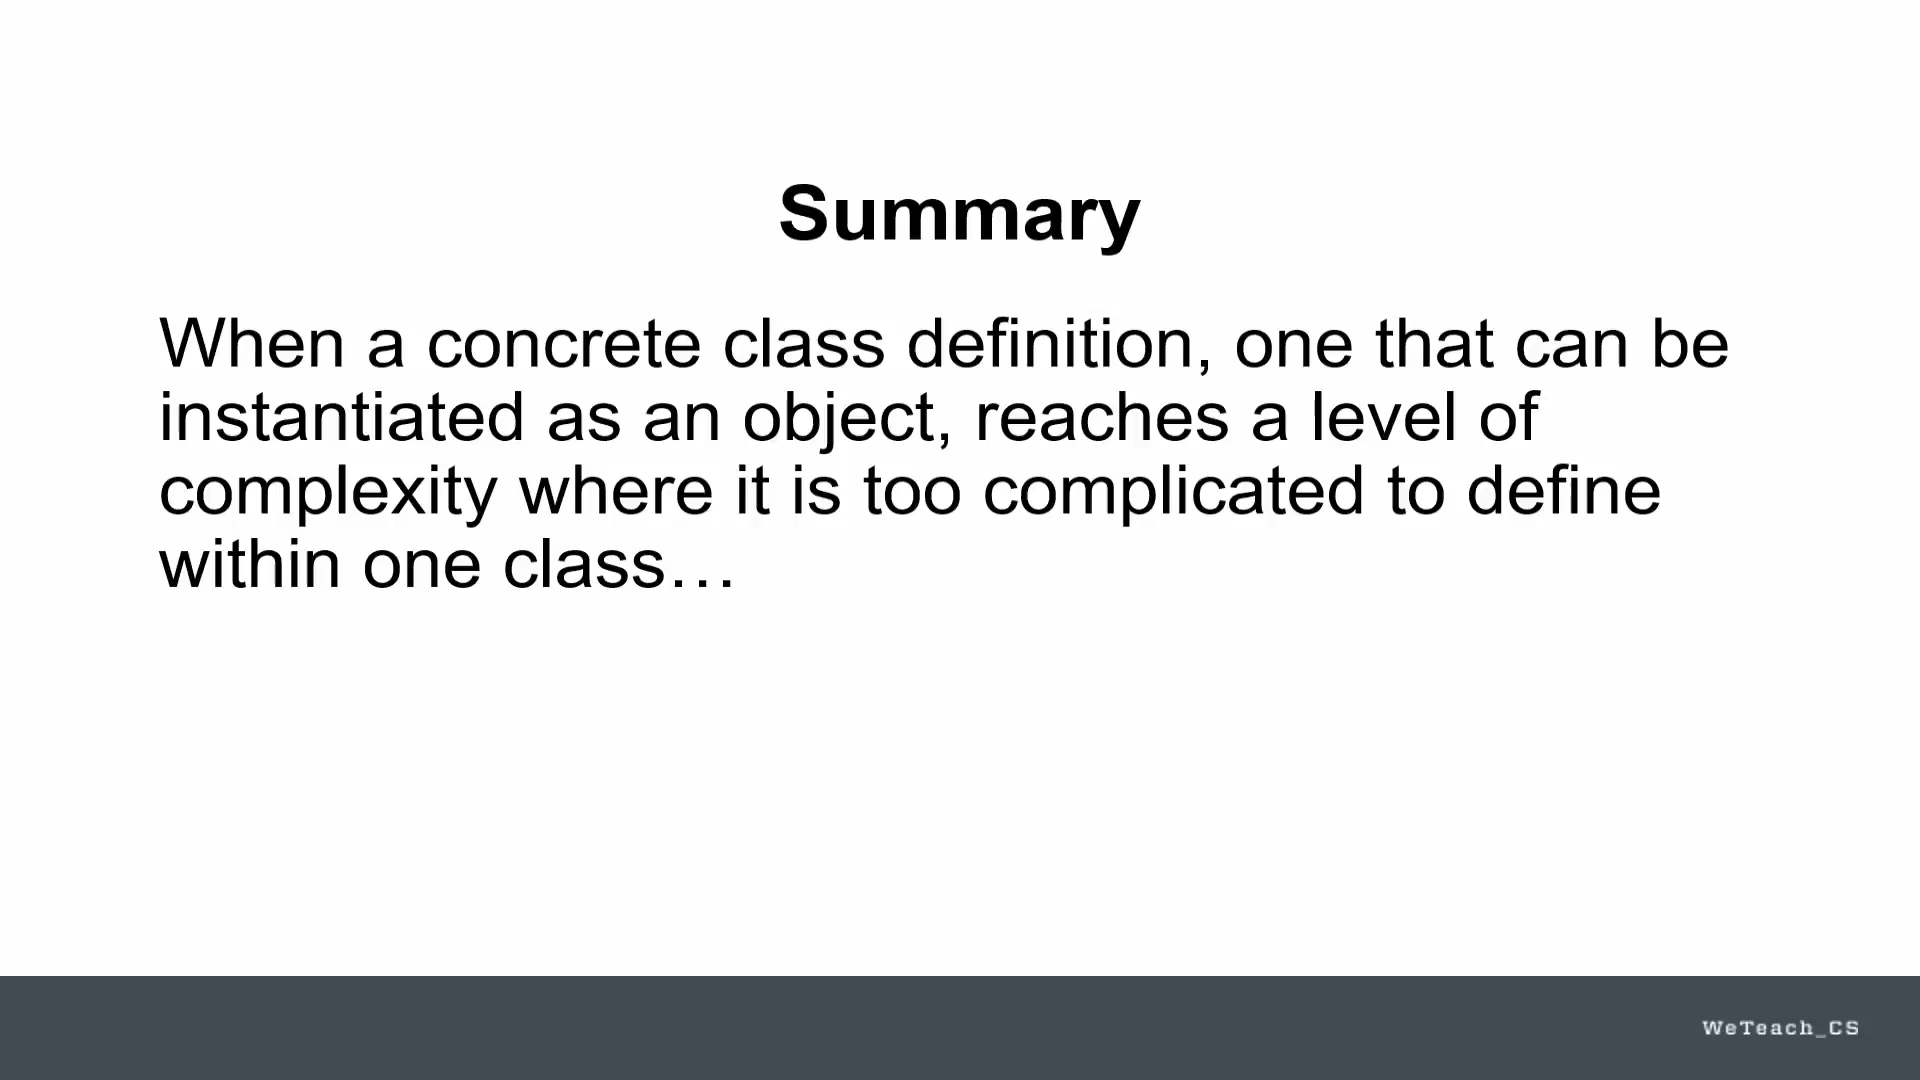 Summary
When a concrete class definition, one that can be
instantiated as an object, reaches a level of
complexity where it is too complicated to define
within one class…
WeTeach_CS